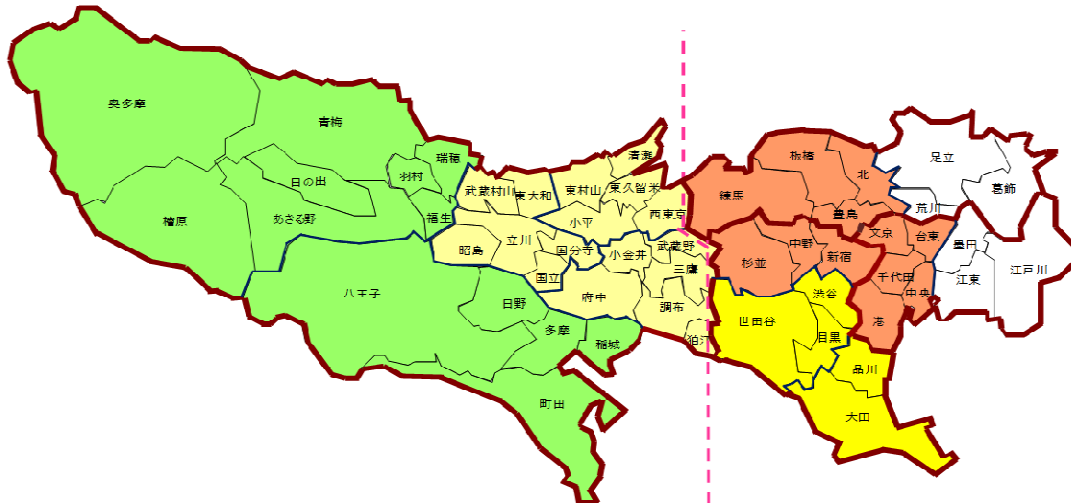 奥多摩
青梅
瑞穂
羽村
日の出
あきる野
福生
檜原
八王子
日野
多摩
稲城
町田
武蔵村山
東大和
東村山
清瀬
東久留米
西東京
小平
昭島
立川
国分寺
国立
小金井
武蔵野
三鷹
府中
調布
狛江
板橋
北
練馬
豊島
文京
台東
足立
葛飾
荒川
墨田
江東
江戸川
杉並
中野
新宿
千代田
中央
港
渋谷
世田谷
目黒
品川
大田